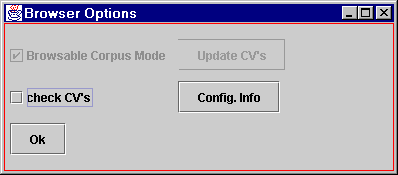 Browser Options
Browsable Corpus Mode Update CV's
check CV's Config. Info
Ok